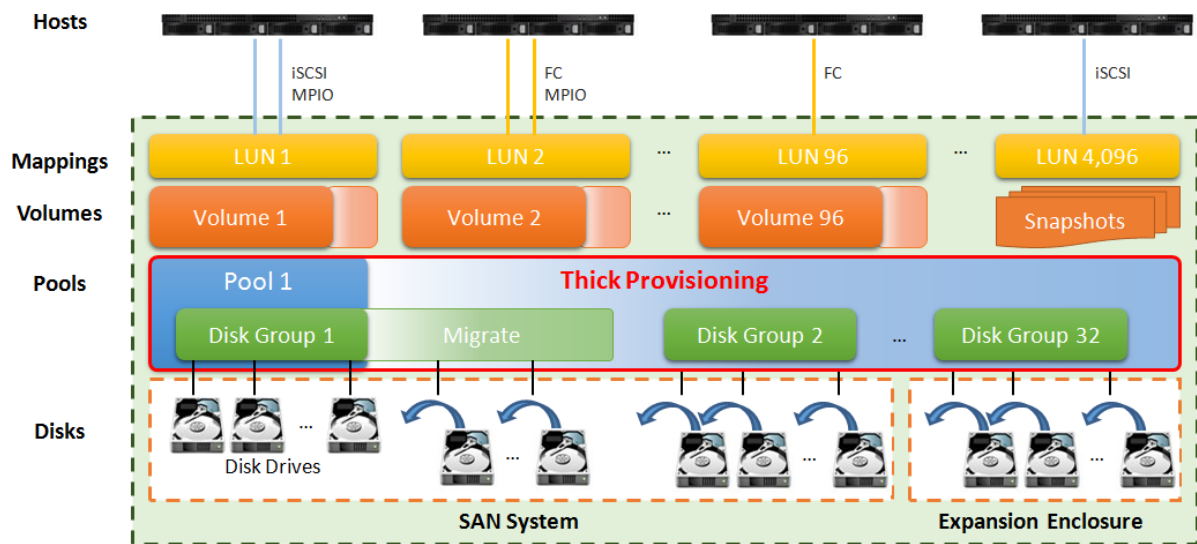 Hosts
iSCSI
MPIO
FC
MPIO
FC
iSCSI
Mappings
LUN 1
LUN 2
...
LUN 96
...
LUN 4,096
Volumes
Volume 1
Volume 2
...
Volume 96
Snapshots
Pools
Pool 1
Thick Provisioning
Disk Group 1
Migrate
Disk Group 2
...
Disk Group 32
Disks
...
...
...
...
Disk Drives
SAN System
Expansion Enclosure